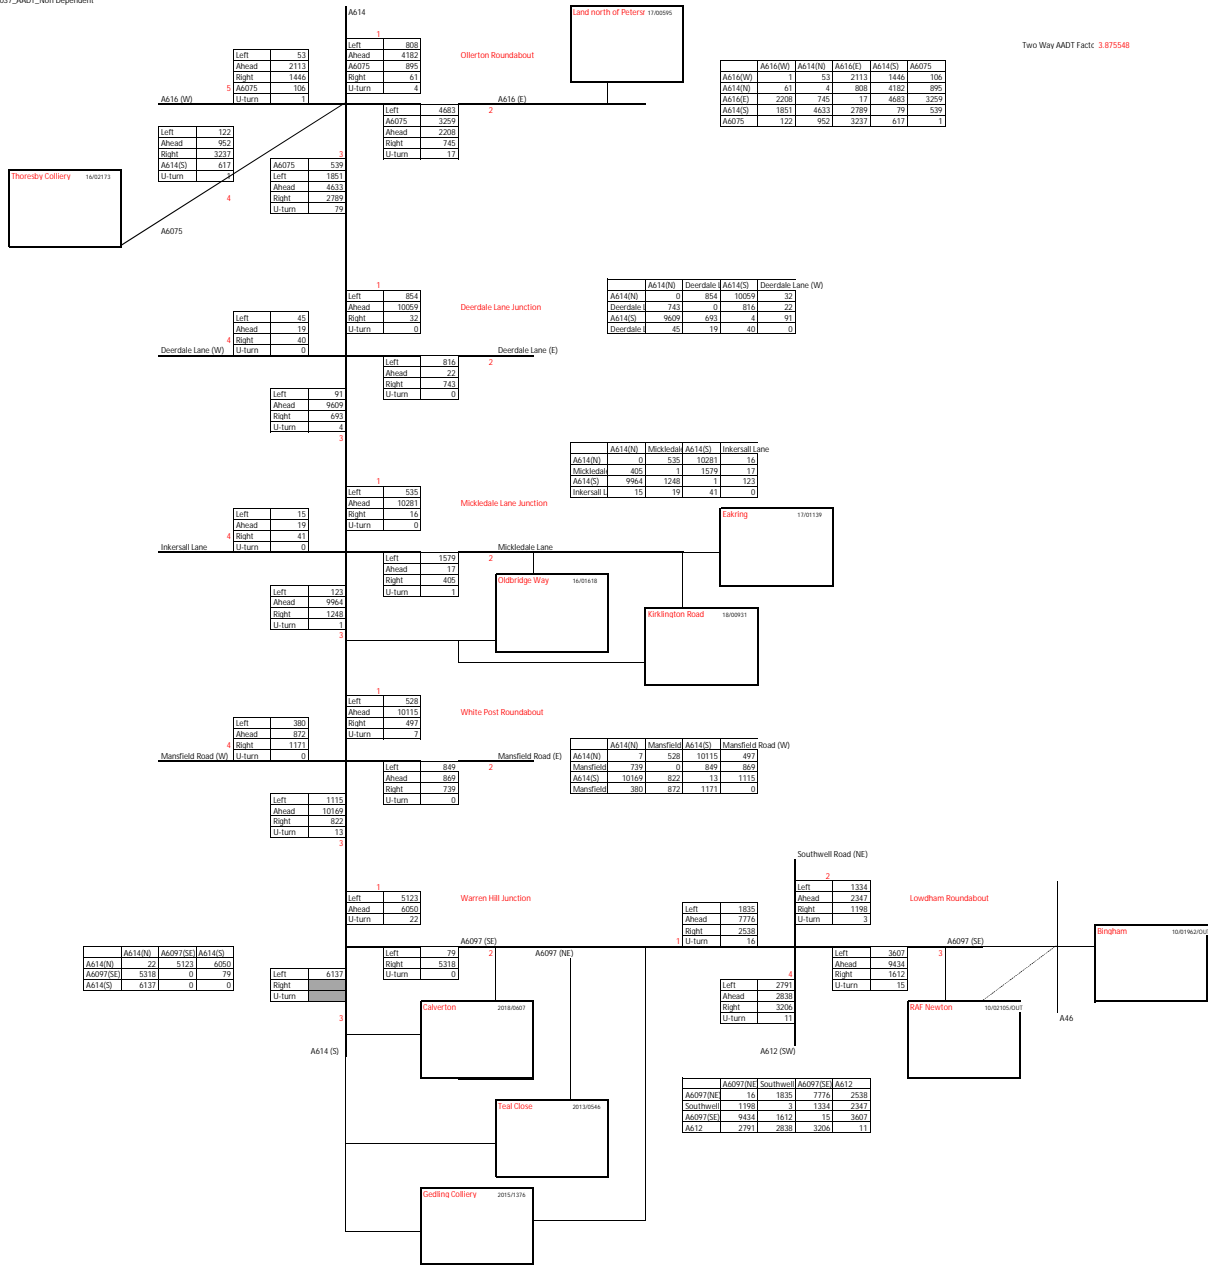 037_AADT_Non Dependent
A614
Land north of Petersr 17/00595
Two Way AADT Factc 3.875548
1
Left 808
Ahead 4182
A6075 895
Right 61
U-turn 4
Ollerton Roundabout
Left 53
Ahead 2113
Right 1446
5 A6075 106
U-turn 1
A616(W) A614(N) A616(E) A614(S) A6075
A616(W) 1 53 2113 1446 106
A614(N) 61 4 808 4182 895
A616(E) 2208 745 17 4683 3259
A614(S) 1851 4633 2789 79 539
A6075 122 952 3237 617 1
A616 (W)
A616 (E)
2
Left 4683
A6075 3259
Ahead 2208
Right 745
U-turn 17
Left 122
Ahead 952
Right 3237
A614(S) 617
U-turn 1
4
3
A6075 539
Left 1851
Ahead 4633
Right 2789
U-turn 79
Thoresby Colliery 16/02173
A6075
1
Left 854
Ahead 10059
Right 32
U-turn 0
Deerdale Lane Junction
A614(N) Deerdale L A614(S) Deerdale Lane (W)
A614(N) 0 854 10059 32
Deerdale L 743 0 816 22
A614(S) 9609 693 4 91
Deerdale L 45 19 40 0
Left 45
Ahead 19
4 Right 40
U-turn 0
Deerdale Lane (W)
Deerdale Lane (E)
2
Left 816
Ahead 22
Right 743
U-turn 0
Left 91
Ahead 9609
Right 693
U-turn 4
3
A614(N) Mickledale A614(S) Inkersall Lane
A614(N) 0 535 10281 16
Mickledale 405 1 1579 17
A614(S) 9964 1248 1 123
Inkersall L 15 19 41 0
1
Left 535
Ahead 10281
Right 16
U-turn 0
Mickledale Lane Junction
Left 15
Ahead 19
4 Right 41
U-turn 0
Inkersall Lane
Mickledale Lane
2
Left 1579
Ahead 17
Right 405
U-turn 1
Eakring 17/01139
Oldbridge Way 16/01618
Kirklington Road 18/00931
Left 123
Ahead 9964
Right 1248
U-turn 1
3
1
Left 528
Ahead 10115
Right 497
U-turn 7
White Post Roundabout
Left 380
Ahead 872
4 Right 1171
U-turn 0
Mansfield Road (W)
Mansfield Road (E)
2
A614(N) Mansfield A614(S) Mansfield Road (W)
A614(N) 7 528 10115 497
Mansfield 739 0 849 869
A614(S) 10169 822 13 1115
Mansfield 380 872 1171 0
Left 849
Ahead 869
Right 739
U-turn 0
Left 1115
Ahead 10169
Right 822
U-turn 13
3
Southwell Road (NE)
1
Left 5123
Ahead 6050
U-turn 22
Warren Hill Junction
Left 1835
Ahead 7776
Right 2538
1 U-turn 16
2
Left 1334
Ahead 2347
Right 1198
U-turn 3
Lowdham Roundabout
A614(N) A6097(SE) A614(S)
A614(N) 22 5123 6050
A6097(SE) 5318 0 79
A614(S) 6137 0 0
A6097 (SE)
2
A6097 (NE)
Left 79
Right 5318
U-turn 0
Left 6137
Right
U-turn
3
A6097 (SE)
3
Left 3607
Ahead 9434
Right 1612
U-turn 15
4
Left 2791
Ahead 2838
Right 3206
U-turn 11
Bingham 10/01962/OUT
RAF Newton 10/02105/OUT
A46
Calverton 2018/0607
A614 (S)
A612 (SW)
A6097(NE) Southwell A6097(SE) A612
A6097(NE) 16 1835 7776 2538
Southwell 1198 3 1334 2347
A6097(SE) 9434 1612 15 3607
A612 2791 2838 3206 11
Teal Close 2013/0546
Gedling Colliery 2015/1376